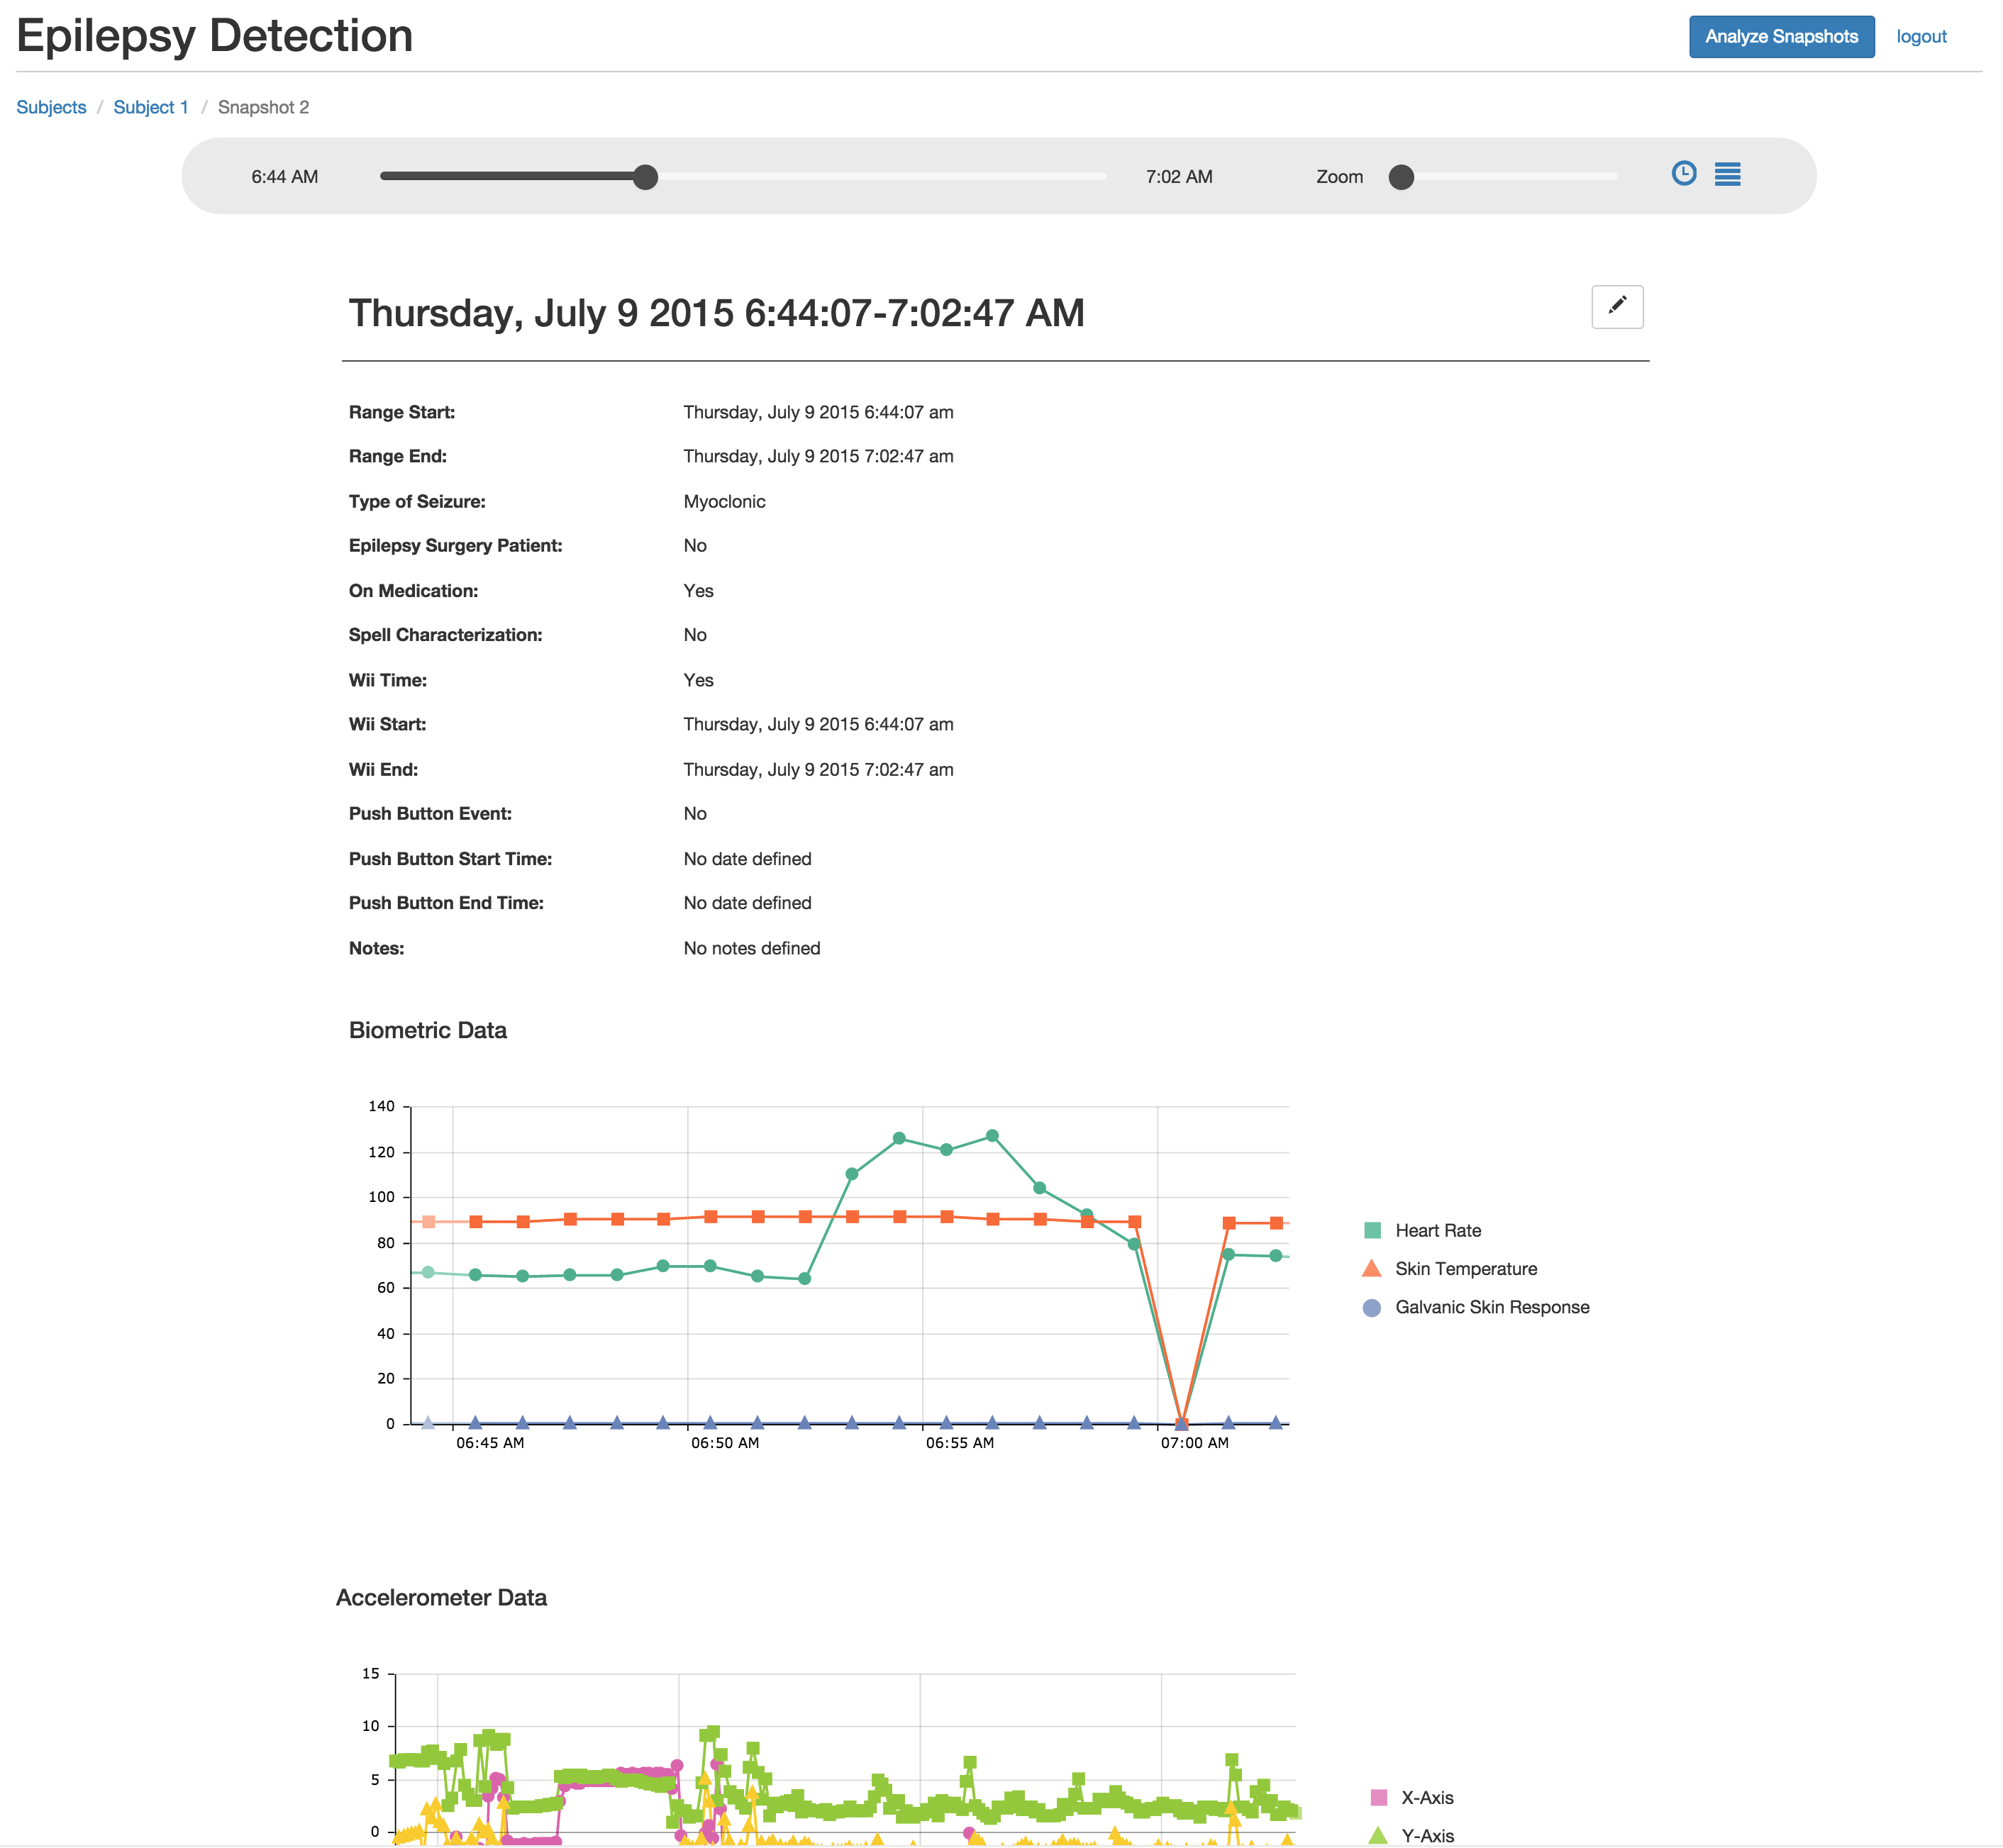 Epilepsy Detection
Analyze Snapshots logout
Subjects / Subject 1 / Snapshot 2
6:44 AM 7:02 AM Zoom
Thursday, July 9 2015 6:44:07-7:02:47 AM
Range Start: Thursday, July 9 2015 6:44:07 am
Range End: Thursday, July 9 2015 7:02:47 am
Type of Seizure: Myoclonic
Epilepsy Surgery Patient: No
On Medication: Yes
Spell Characterization: No
Wii Time: Yes
Wii Start: Thursday, July 9 2015 6:44:07 am
Wii End: Thursday, July 9 2015 7:02:47 am
Push Button Event: No
Push Button Start Time: No date defined
Push Button End Time: No date defined
Notes: No notes defined
Biometric Data
140
120
100
80
60
40
20
0
06:45 AM 06:50 AM 06:55 AM 07:00 AM
Heart Rate
Skin Temperature
Galvanic Skin Response
Accelerometer Data
15
10
5
0
X-Axis
Y-Axis